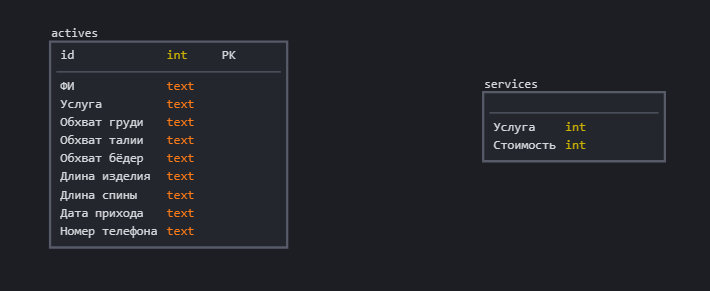 actives
id int PK
ФИ text
Услуга text
Обхват груди text
Обхват талии text
Обхват бёдер text
Длина изделия text
Длина спины text
Дата прихода text
Номер телефона text
services
Услуга int
Стоимость int